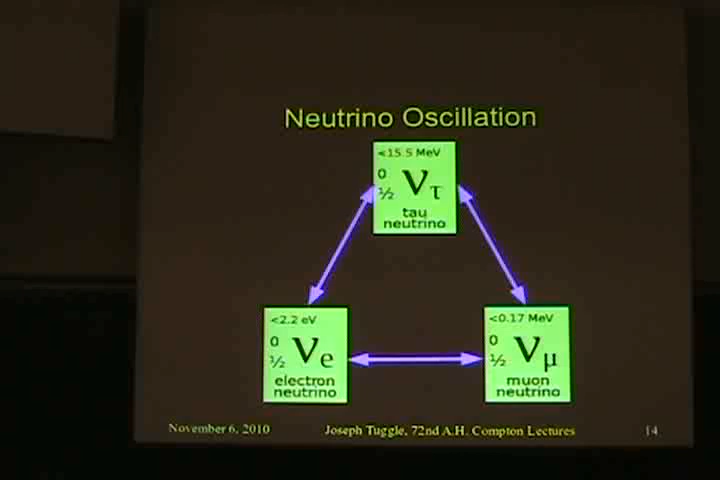 Neutrino Oscillation
<15.5 MeV
0
½
ντ
tau
neutrino
<2.2 eV
0
½
νe
electron
neutrino
<0.17 MeV
0
½
νμ
muon
neutrino
November 6, 2010
Joseph Tuggle, 72nd A.H. Compton Lectures
14